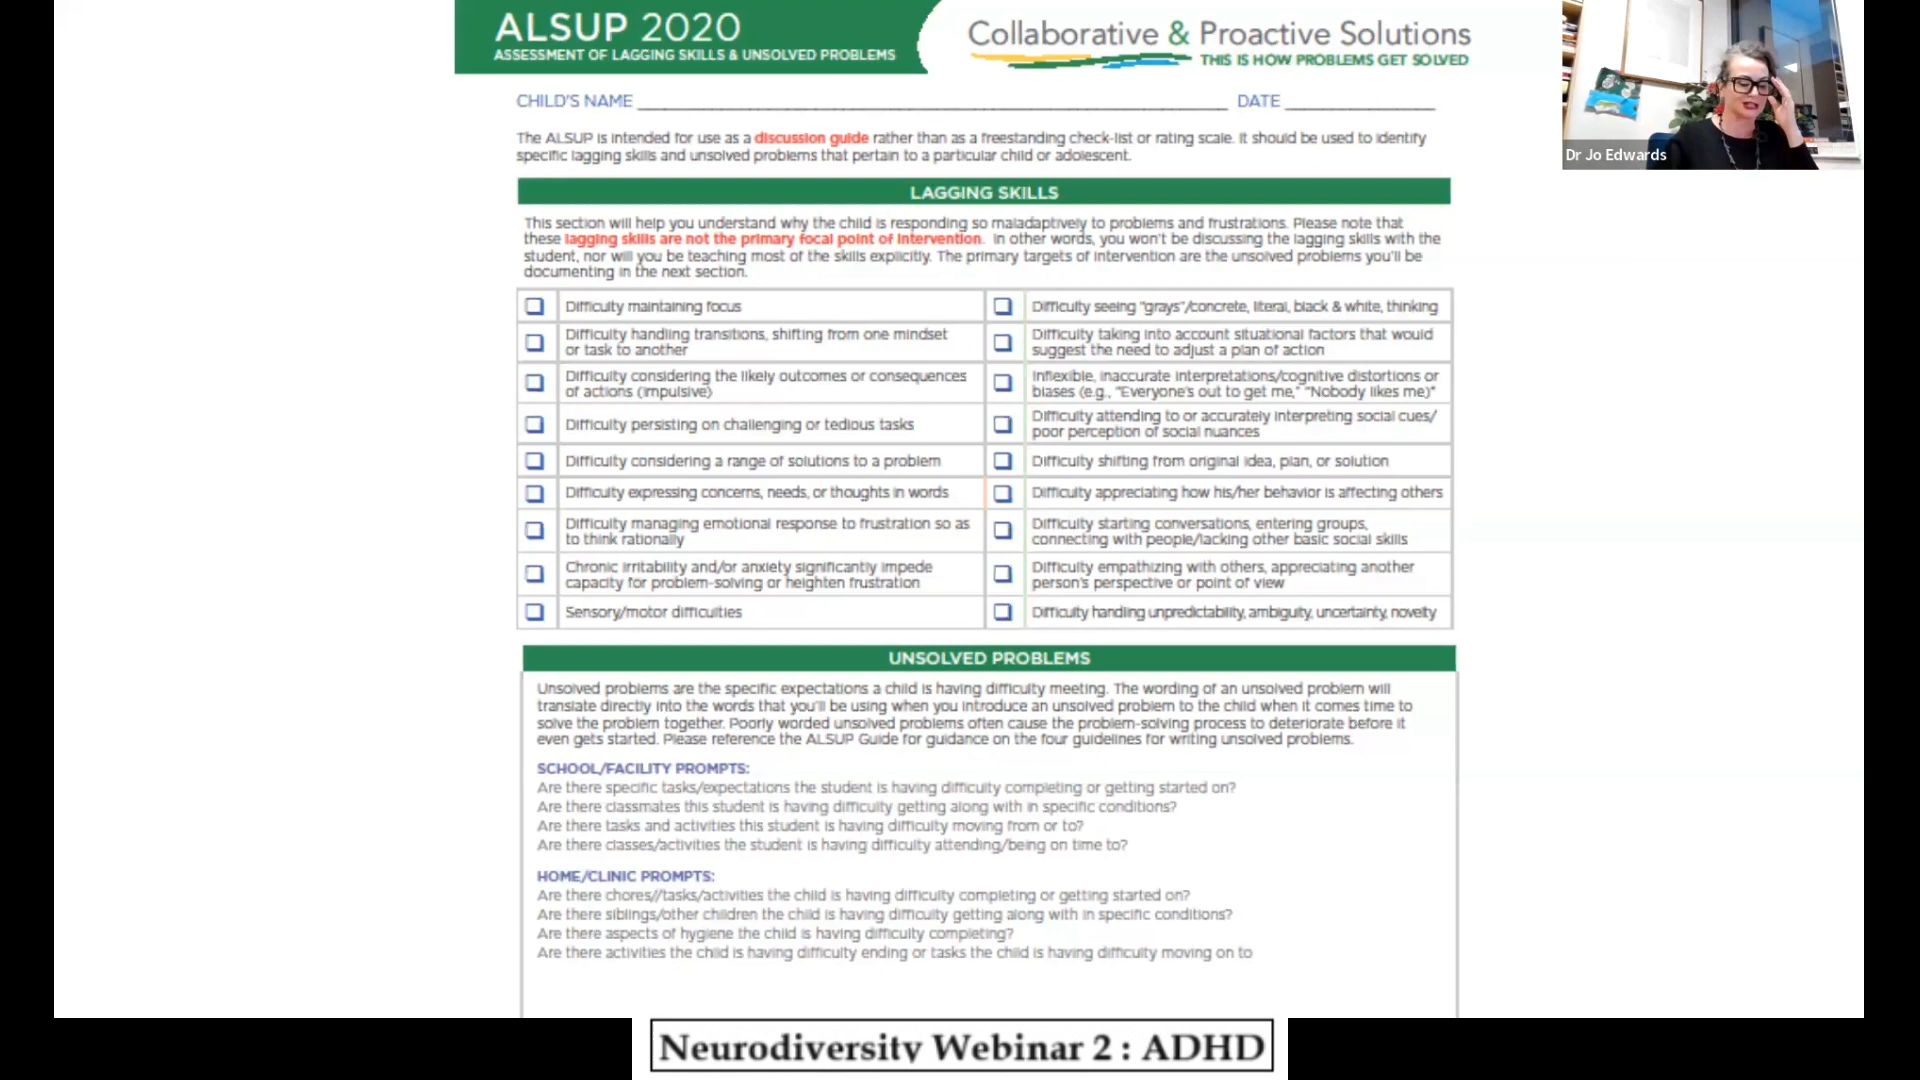 ALSUP 2020
ASSESSMENT OF LAGGING SKILLS & UNSOLVED PROBLEMS
Collaborative & Proactive Solutions
THIS IS HOW PROBLEMS GET SOLVED
Dr Jo Edwards
CHILD'S NAME DATE
The ALSUP is intended for use as a discussion guide rather than as a freestanding check-list or rating scale. It should be used to identify
specific lagging skills and unsolved problems that pertain to a particular child or adolescent.
LAGGING SKILLS
This section will help you understand why the child is responding so maladaptively to problems and frustrations. Please note that
these lagging skills are not the primary focal point of intervention. In other words, you won't be discussing the lagging skills with the
student, nor will you be teaching most of the skills explicitly. The primary targets of intervention are the unsolved problems you'll be
documenting in the next section.
Difficulty maintaining focus
Difficulty handling transitions, shifting from one mindset
or task to another
Difficulty considering the likely outcomes or consequences
of actions (impulsive)
Difficulty persisting on challenging or tedious tasks
Difficulty considering a range of solutions to a problem
Difficulty expressing concerns, needs, or thoughts in words
Difficulty managing emotional response to frustration so as
to think rationally
Chronic irritability and/or anxiety significantly impede
capacity for problem-solving or heighten frustration
Sensory/motor difficulties
Difficulty seeing "grays"/concrete, literal, black & white, thinking
Difficulty taking into account situational factors that would
suggest the need to adjust a plan of action
Inflexible, inaccurate interpretations/cognitive distortions or
biases (e.g., "Everyone's out to get me," "Nobody likes me)"
Difficulty attending to or accurately interpreting social cues/
poor perception of social nuances
Difficulty shifting from original idea, plan, or solution
Difficulty appreciating how his/her behavior is affecting others
Difficulty starting conversations, entering groups,
connecting with people/lacking other basic social skills
Difficulty empathizing with others, appreciating another
person's perspective or point of view
Difficulty handling unpredictability, ambiguity, uncertainty, novelty
UNSOLVED PROBLEMS
Unsolved problems are the specific expectations a child is having difficulty meeting. The wording of an unsolved problem will
translate directly into the words that you'll be using when you introduce an unsolved problem to the child when it comes time to
solve the problem together. Poorly worded unsolved problems often cause the problem-solving process to deteriorate before it
even gets started. Please reference the ALSUP Guide for guidance on the four guidelines for writing unsolved problems.
SCHOOL/FACILITY PROMPTS:
Are there specific tasks/expectations the student is having difficulty completing or getting started on?
Are there classmates this student is having difficulty getting along with in specific conditions?
Are there tasks and activities this student is having difficulty moving from or to?
Are there classes/activities the student is having difficulty attending/being on time to?
HOME/CLINIC PROMPTS:
Are there chores//tasks/activities the child is having difficulty completing or getting started on?
Are there siblings/other children the child is having difficulty getting along with in specific conditions?
Are there aspects of hygiene the child is having difficulty completing?
Are there activities the child is having difficulty ending or tasks the child is having difficulty moving on to
Neurodiversity Webinar 2 : ADHD